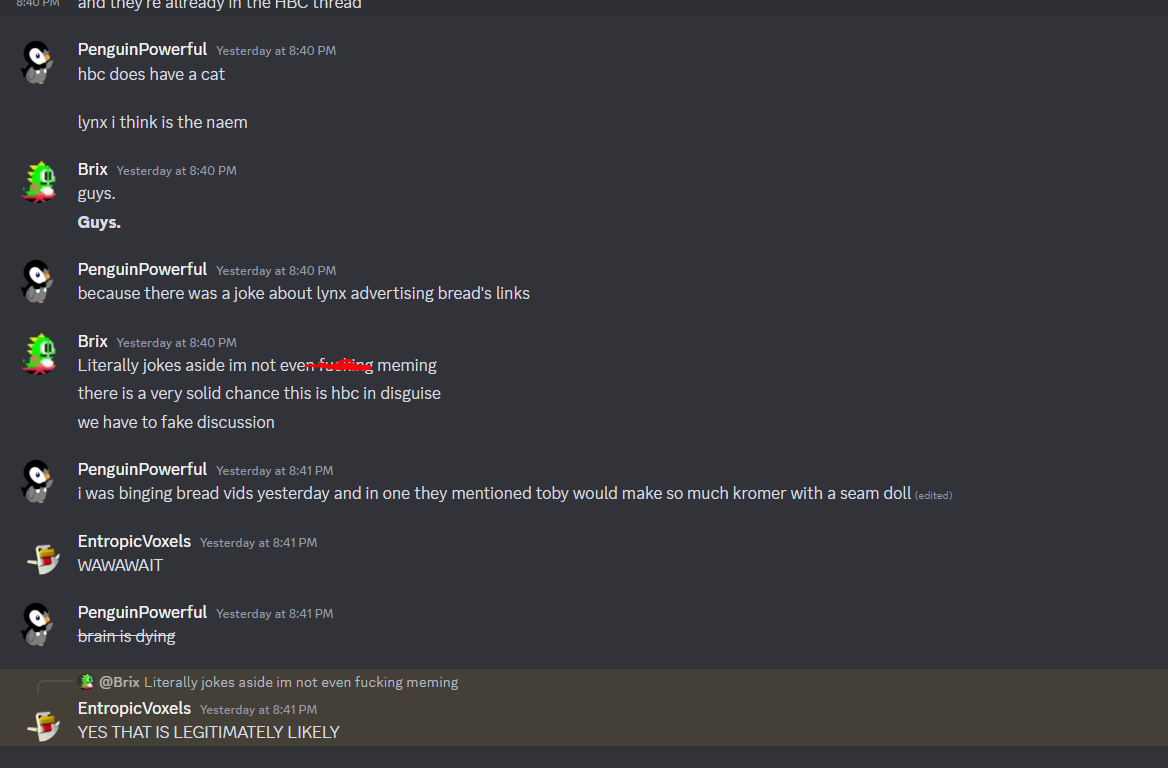 8:40 PM and they're allready in the HBC thread
PenguinPowerful Yesterday at 8:40 PM
hbc does have a cat
lynx i think is the naem
Brix Yesterday at 8:40 PM
guys.
Guys.
PenguinPowerful Yesterday at 8:40 PM
because there was a joke about lynx advertising bread's links
Brix Yesterday at 8:40 PM
Literally jokes aside im not even fucking meming
there is a very solid chance this is hbc in disguise
we have to fake discussion
PenguinPowerful Yesterday at 8:41 PM
i was binging bread vids yesterday and in one they mentioned toby would make so much kromer with a seam doll (edited)
EntropicVoxels Yesterday at 8:41 PM
WAWAWAIT
PenguinPowerful Yesterday at 8:41 PM
brain is dying
@Brix Literally jokes aside im not even fucking meming
EntropicVoxels Yesterday at 8:41 PM
YES THAT IS LEGITIMATELY LIKELY